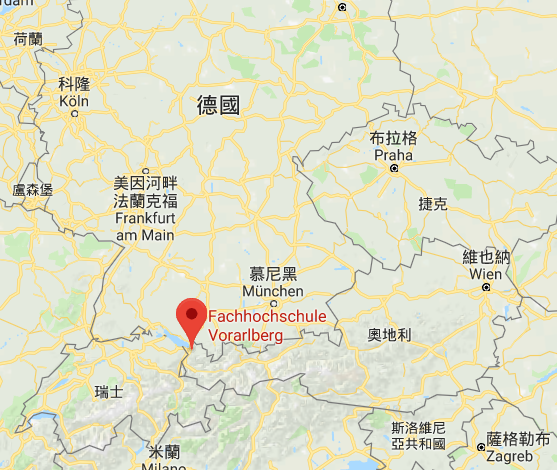 rdam
荷蘭
科隆
Köln
德國
布拉格
Praha
盧森堡
美因河畔
法蘭克福
Frankfurt
am Main
捷克
維也納
Wien
慕尼黑
München
Fachhochschule
Vorarlberg
奧地利
瑞士
斯洛維尼
亞共和國
薩格勒布
Zagreb
米蘭
Milano